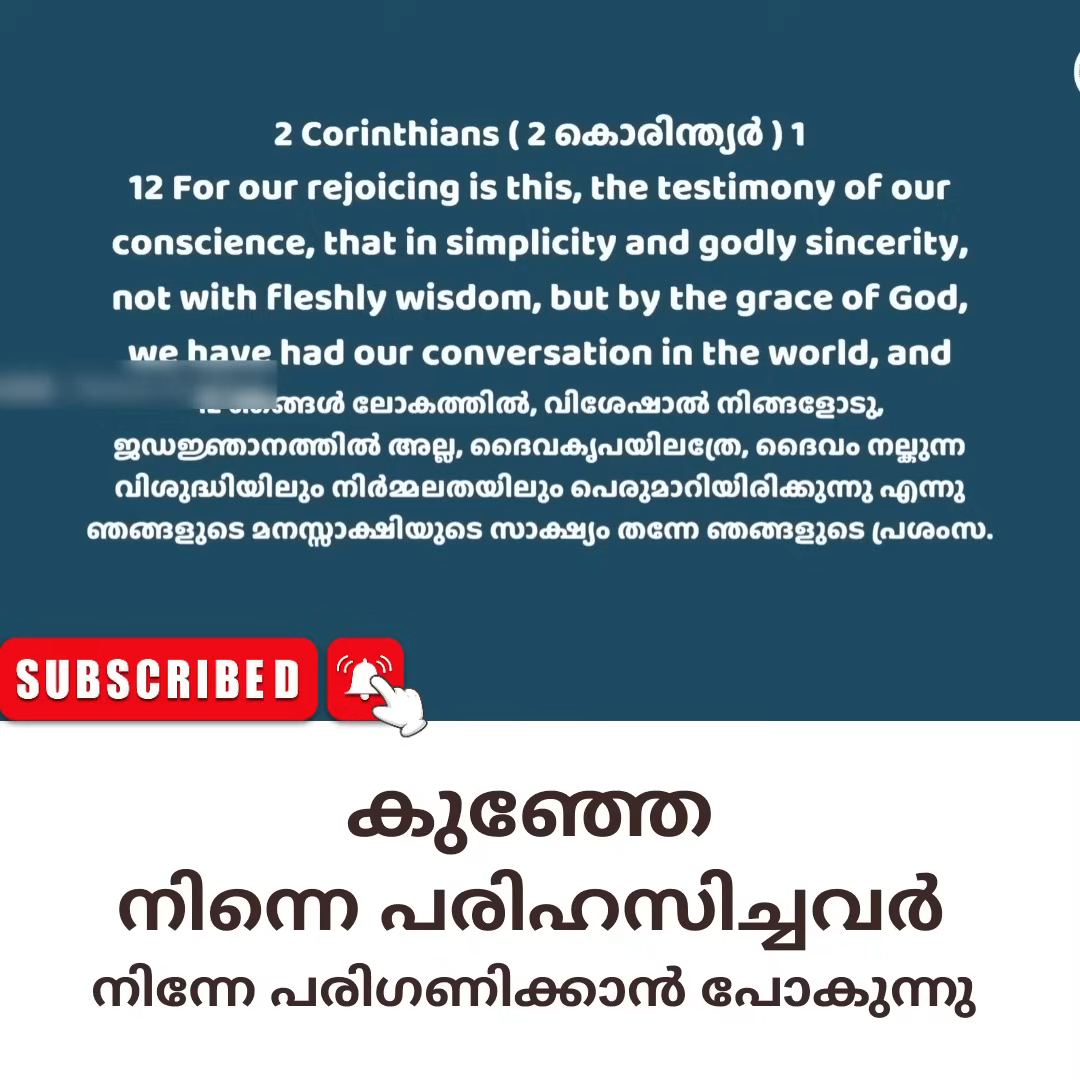 2 Corinthians ( 2 കൊരിന്ത്യർ ) 1
12 For our rejoicing is this, the testimony of our
conscience, that in simplicity and godly sincerity,
not with fleshly wisdom, but by the grace of God,
we have had our conversation in the world, and
12 ഞങ്ങൾ ലോകത്തിൽ, വിശേഷാൽ നിങ്ങളോടു,
ജഡജ്ഞാനത്തിൽ അല്ല, ദൈവകൃപയിലത്രേ, ദൈവം നല്കുന്ന
വിശുദ്ധിയിലും നിർമ്മലതയിലും പെരുമാറിയിരിക്കുന്നു എന്നു
ഞങ്ങളുടെ മനസ്സാക്ഷിയുടെ സാക്ഷ്യം തന്നേ ഞങ്ങളുടെ പ്രശംസ.
SUBSCRIBED
കുഞ്ഞേ
നിന്നെ പരിഹസിച്ചവർ
നിന്നേ പരിഗണിക്കാൻ പോകുന്നു